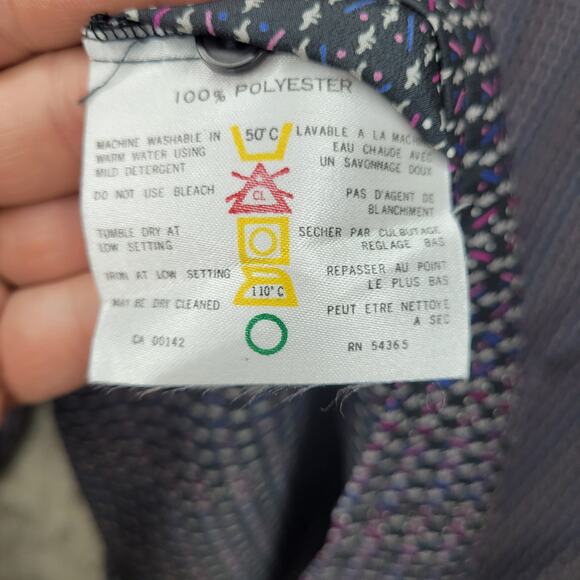 100% POLYESTER
MACHINE WASHABLE IN
WARM WATER USING
MILD DETERGENT
50°C
LAVABLE A LA
EAU CHAUDE AVEC
UN SAVONNAGE DOUX
DO NOT USE BLEACH
CL
PAS D'AGENT DE
BLANCHIMENT
TUMBLE DRY AT
LOW SETTING
SECHER PAR CULBUTAGE
REGLAGE BAS
IRON AT LOW SETTING
110°C
REPASSER AU POINT
LE PLUS BAS
MAY BE DRY CLEANED
PEUT ETRE NETTOYE
A SEC
CA 00142
RN 54365